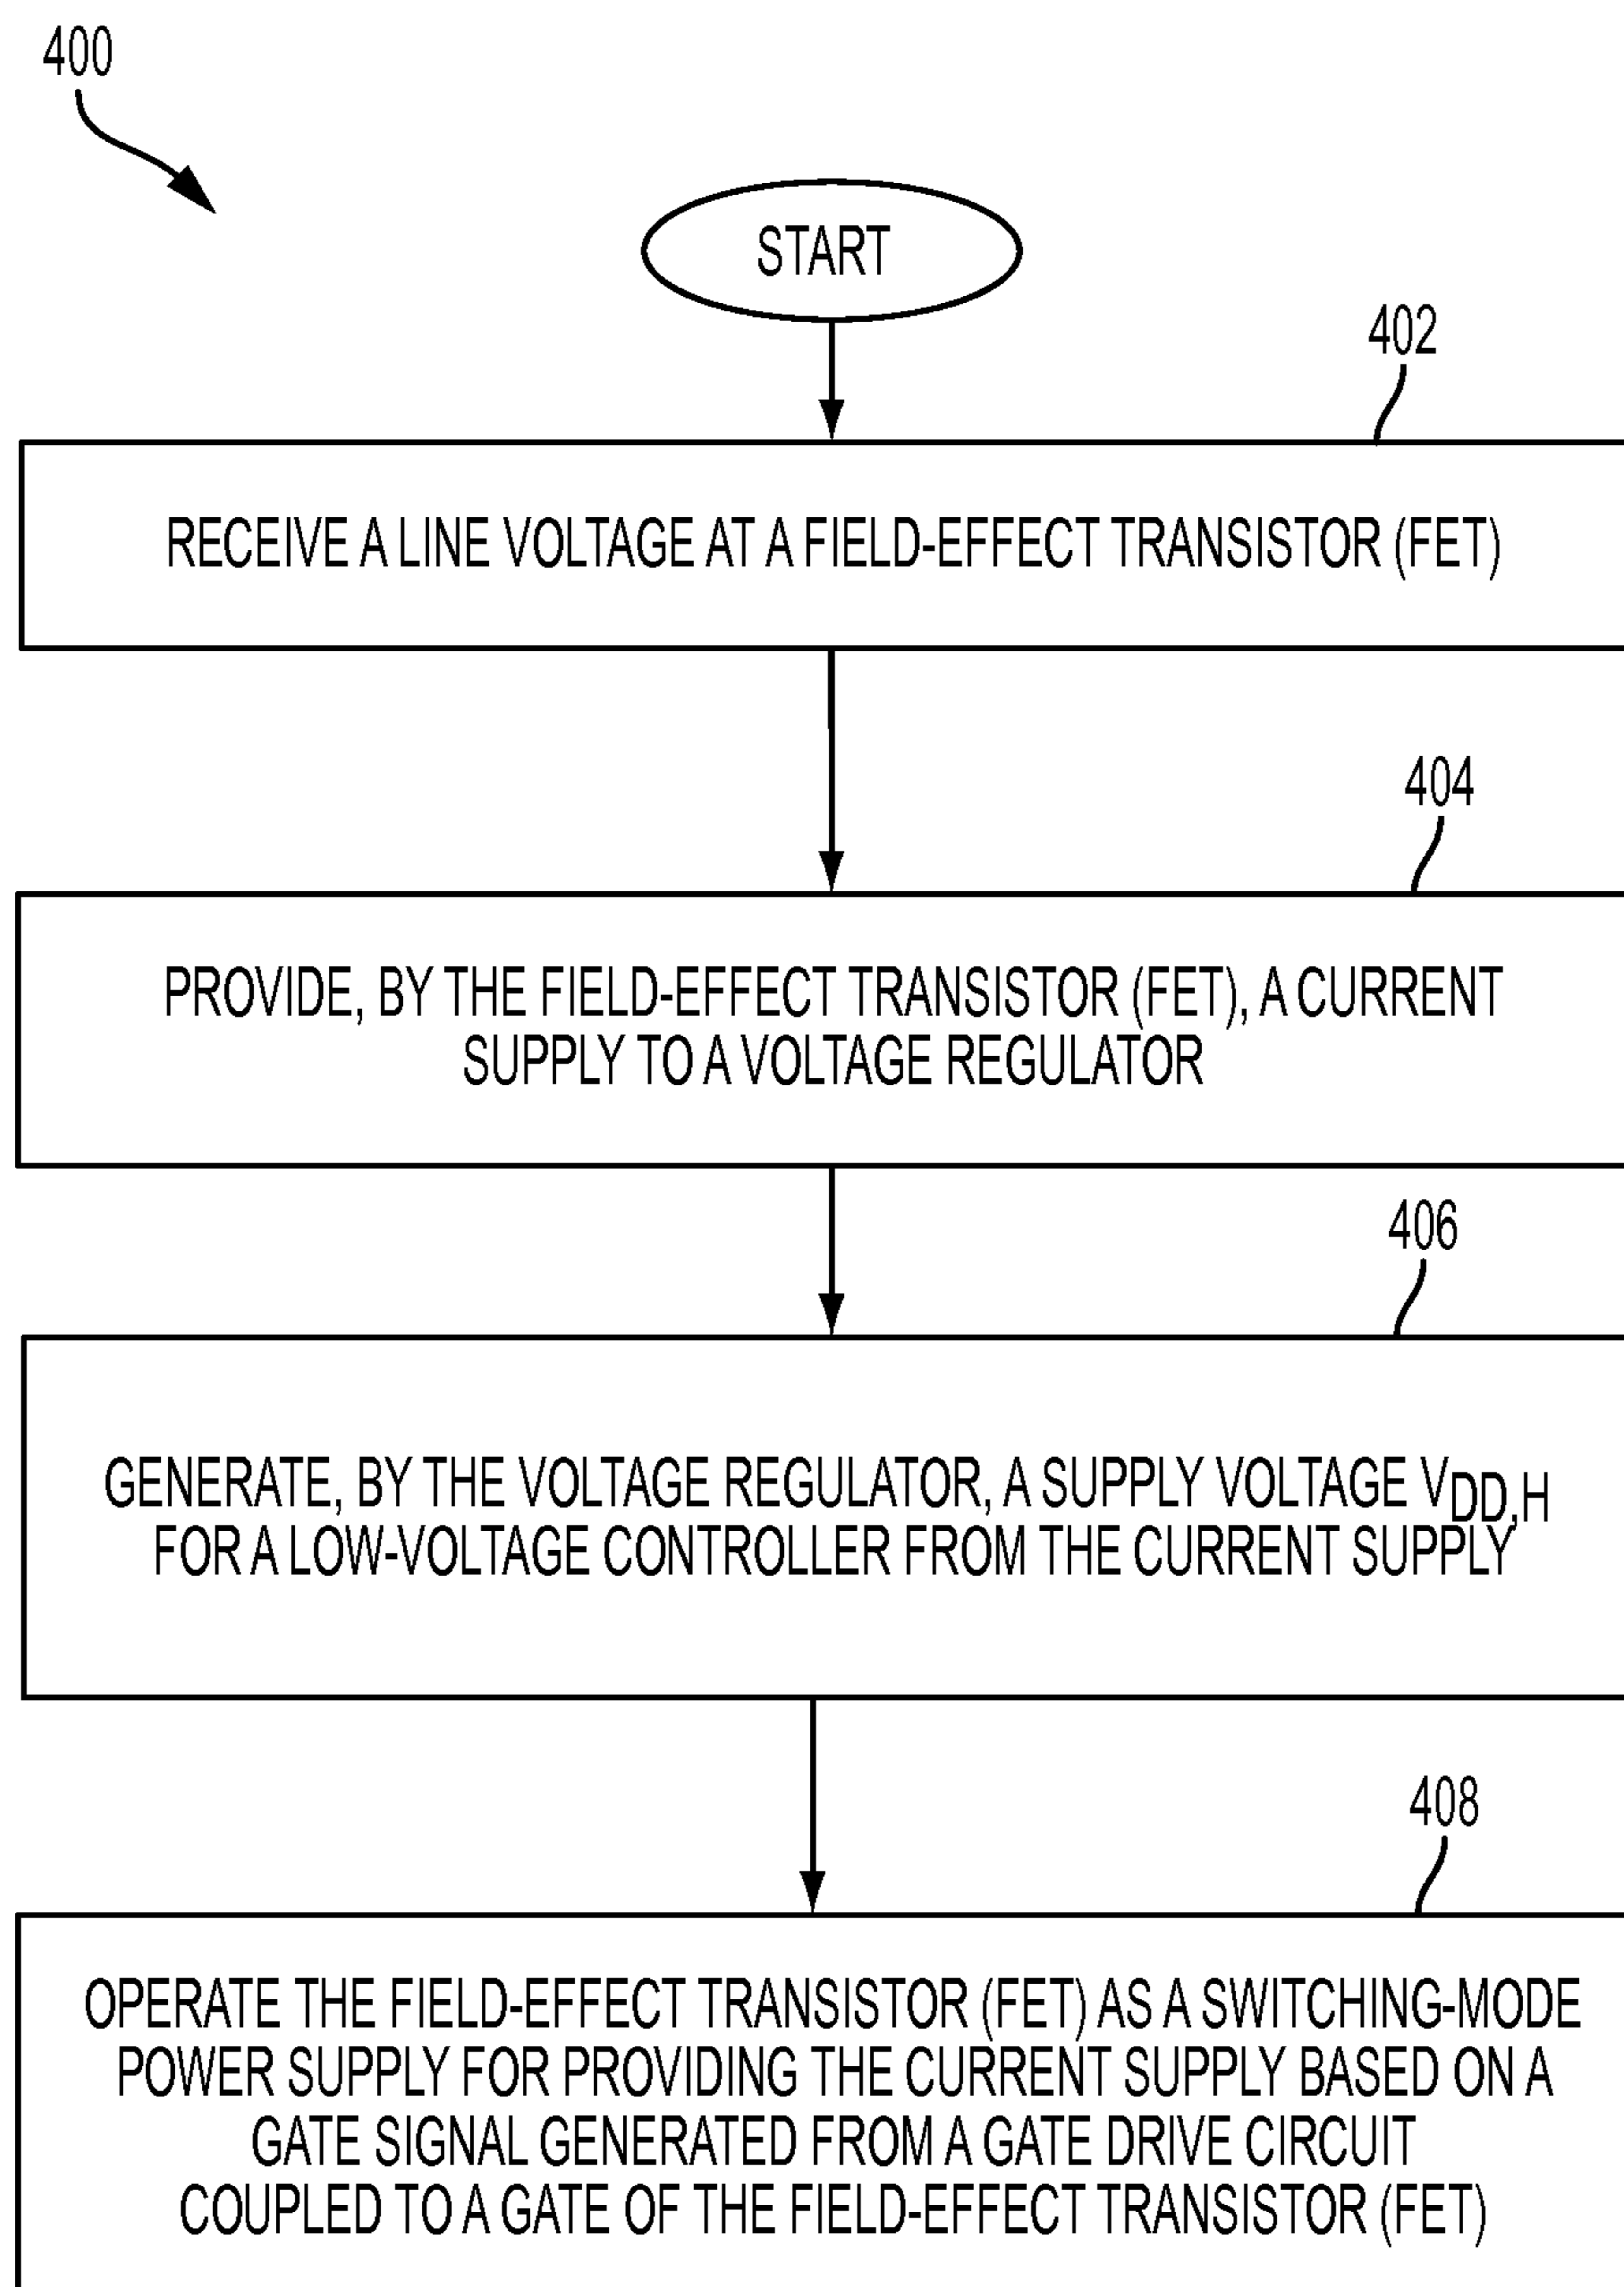 400
START
402
RECEIVE A LINE VOLTAGE AT A FIELD-EFFECT TRANSISTOR (FET)
404
PROVIDE, BY THE FIELD-EFFECT TRANSISTOR (FET), A CURRENT
SUPPLY TO A VOLTAGE REGULATOR
406
GENERATE, BY THE VOLTAGE REGULATOR, A SUPPLY VOLTAGE VDD,H
FOR A LOW-VOLTAGE CONTROLLER FROM THE CURRENT SUPPLY
408
OPERATE THE FIELD-EFFECT TRANSISTOR (FET) AS A SWITCHING-MODE
POWER SUPPLY FOR PROVIDING THE CURRENT SUPPLY BASED ON A
GATE SIGNAL GENERATED FROM A GATE DRIVE CIRCUIT
COUPLED TO A GATE OF THE FIELD-EFFECT TRANSISTOR (FET)